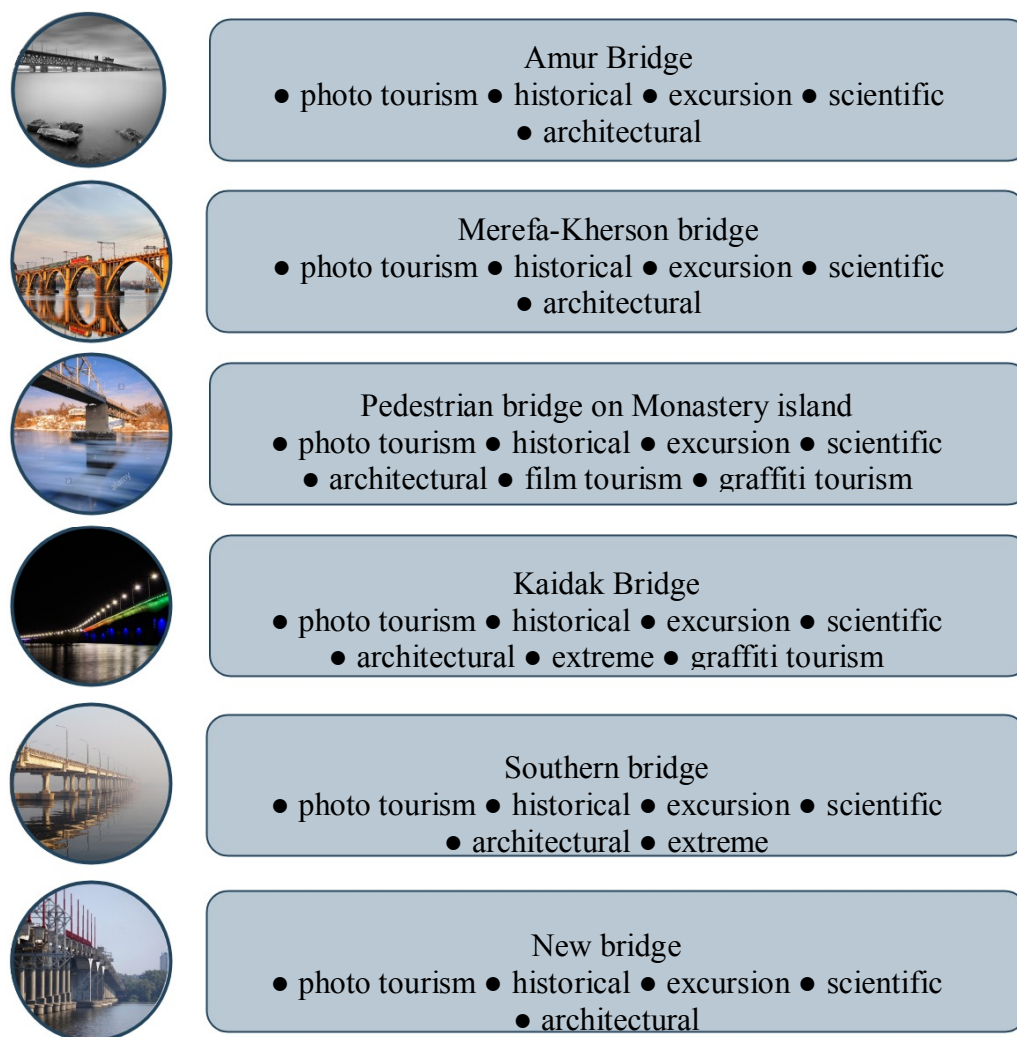 Amur Bridge
● photo tourism ● historical ● excursion ● scientific
● architectural
Merefa-Kherson bridge
● photo tourism ● historical ● excursion ● scientific
● architectural
Pedestrian bridge on Monastery island
● photo tourism ● historical ● excursion ● scientific
● architectural ● film tourism ● graffiti tourism
Kaidak Bridge
● photo tourism ● historical ● excursion ● scientific
● architectural ● extreme ● graffiti tourism
Southern bridge
● photo tourism ● historical ● excursion ● scientific
● architectural ● extreme
New bridge
● photo tourism ● historical ● excursion ● scientific
● architectural